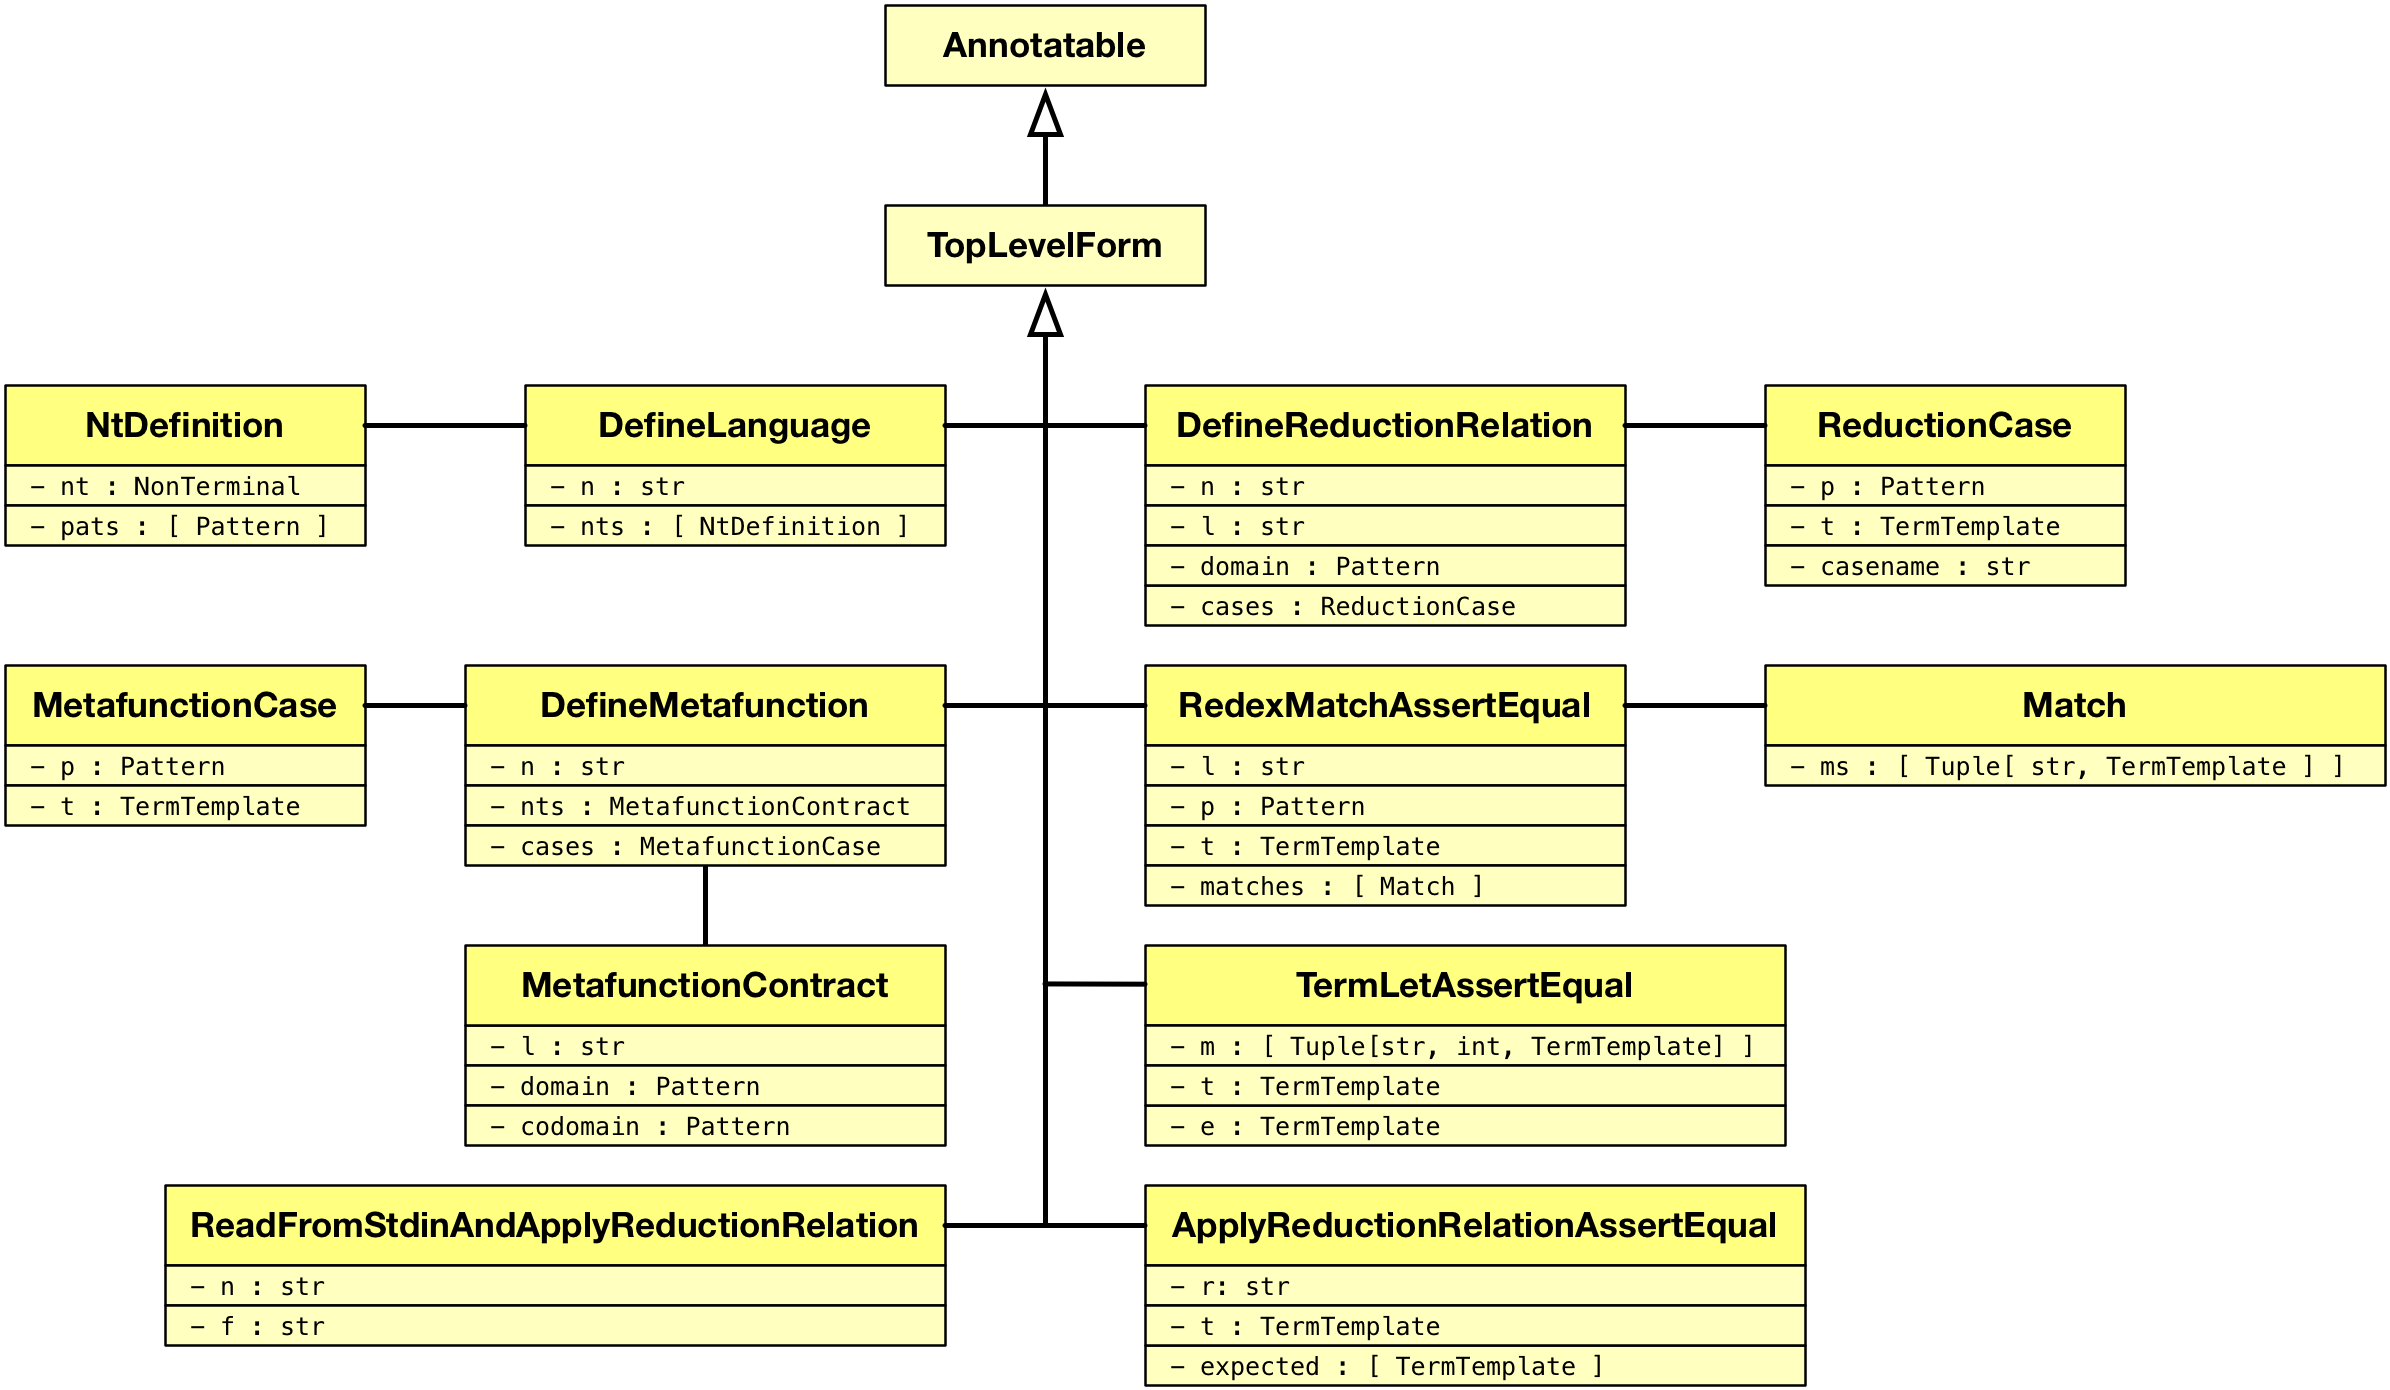 Annotatable
TopLevelForm
NtDefinition
− nt : NonTerminal
− pats : [ Pattern ]
DefineLanguage
− n : str
− nts : [ NtDefinition ]
DefineReductionRelation
− n : str
− l : str
− domain : Pattern
− cases : ReductionCase
ReductionCase
− p : Pattern
− t : TermTemplate
− casename : str
MetafunctionCase
− p : Pattern
− t : TermTemplate
DefineMetafunction
− n : str
− nts : MetafunctionContract
− cases : MetafunctionCase
RedexMatchAssertEqual
− l : str
− p : Pattern
− t : TermTemplate
− matches : [ Match ]
Match
− ms : [ Tuple[ str, TermTemplate ] ]
MetafunctionContract
− l : str
− domain : Pattern
− codomain : Pattern
TermLetAssertEqual
− m : [ Tuple[str, int, TermTemplate] ]
− t : TermTemplate
− e : TermTemplate
ReadFromStdinAndApplyReductionRelation
− n : str
− f : str
ApplyReductionRelationAssertEqual
− r: str
− t : TermTemplate
− expected : [ TermTemplate ]